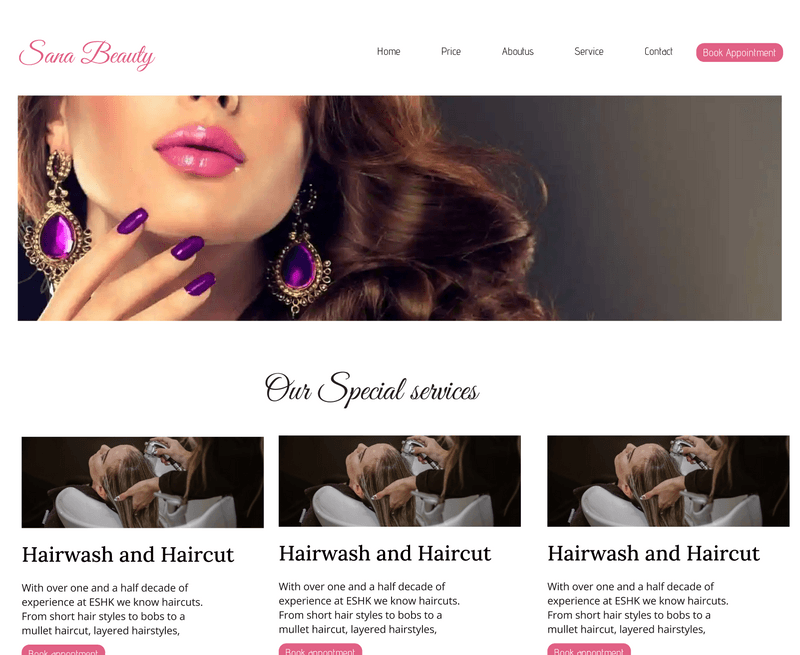 Sana Beauty
Home Price Aboutus Service Contact Book Appointment
Our Special services
Hairwash and Haircut
With over one and a half decade of
experience at ESHK we know haircuts.
From short hair styles to bobs to a
mullet haircut, layered hairstyles,
Book appointment
Hairwash and Haircut
With over one and a half decade of
experience at ESHK we know haircuts.
From short hair styles to bobs to a
mullet haircut, layered hairstyles,
Book appointment
Hairwash and Haircut
With over one and a half decade of
experience at ESHK we know haircuts.
From short hair styles to bobs to a
mullet haircut, layered hairstyles,
Book appointment